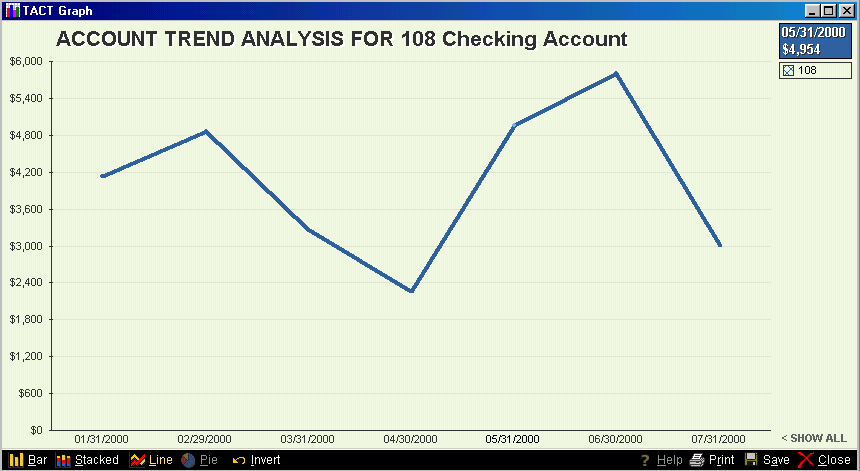 TACT Graph
ACCOUNT TREND ANALYSIS FOR 108 Checking Account
05/31/2000
$4,954
108
$6,000
$5,400
$4,800
$4,200
$3,600
$3,000
$2,400
$1,800
$1,200
$600
$0
01/31/2000 02/29/2000 03/31/2000 04/30/2000 05/31/2000 06/30/2000 07/31/2000
< SHOW ALL
Bar Stacked Line Pie Invert ? Help Print Save Close